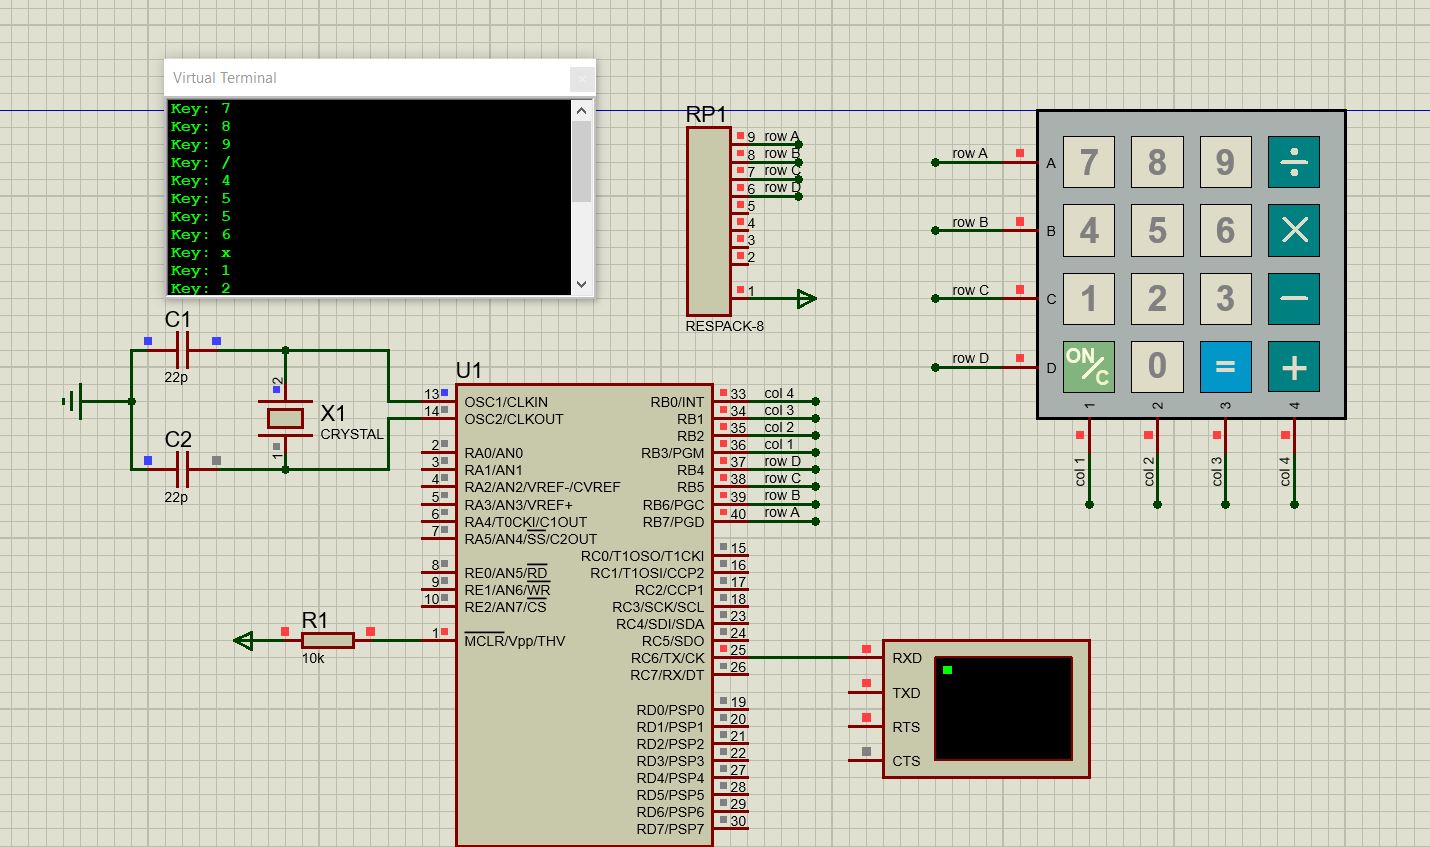 Virtual Terminal
Key: 7
Key: 8
Key: 9
Key: /
Key: 4
Key: 5
Key: 5
Key: 6
Key: x
Key: 1
Key: 2
RP1
9 row A
8 row B
7 row C
6 row D
5
4
3
2
1
RESPACK-8
row A A 7 8 9 ÷
row B B 4 5 6 ×
row C C 1 2 3 −
row D D ON/C 0 = +
1 2 3 4
col 1 col 2 col 3 col 4
C1
22p
C2
22p
2
X1
CRYSTAL
1
U1
13 OSC1/CLKIN
14 OSC2/CLKOUT
2 RA0/AN0
3 RA1/AN1
4 RA2/AN2/VREF-/CVREF
5 RA3/AN3/VREF+
6 RA4/T0CKI/C1OUT
7 RA5/AN4/SS/C2OUT
8 RE0/AN5/RD
9 RE1/AN6/WR
10 RE2/AN7/CS
1 MCLR/Vpp/THV
RB0/INT 33 col 4
RB1 34 col 3
RB2 35 col 2
RB3/PGM 36 col 1
RB4 37 row D
RB5 38 row C
RB6/PGC 39 row B
RB7/PGD 40 row A
RC0/T1OSO/T1CKI 15
RC1/T1OSI/CCP2 16
RC2/CCP1 17
RC3/SCK/SCL 18
RC4/SDI/SDA 23
RC5/SDO 24
RC6/TX/CK 25
RC7/RX/DT 26
RD0/PSP0 19
RD1/PSP1 20
RD2/PSP2 21
RD3/PSP3 22
RD4/PSP4 27
RD5/PSP5 28
RD6/PSP6 29
RD7/PSP7 30
R1
10k
RXD
TXD
RTS
CTS